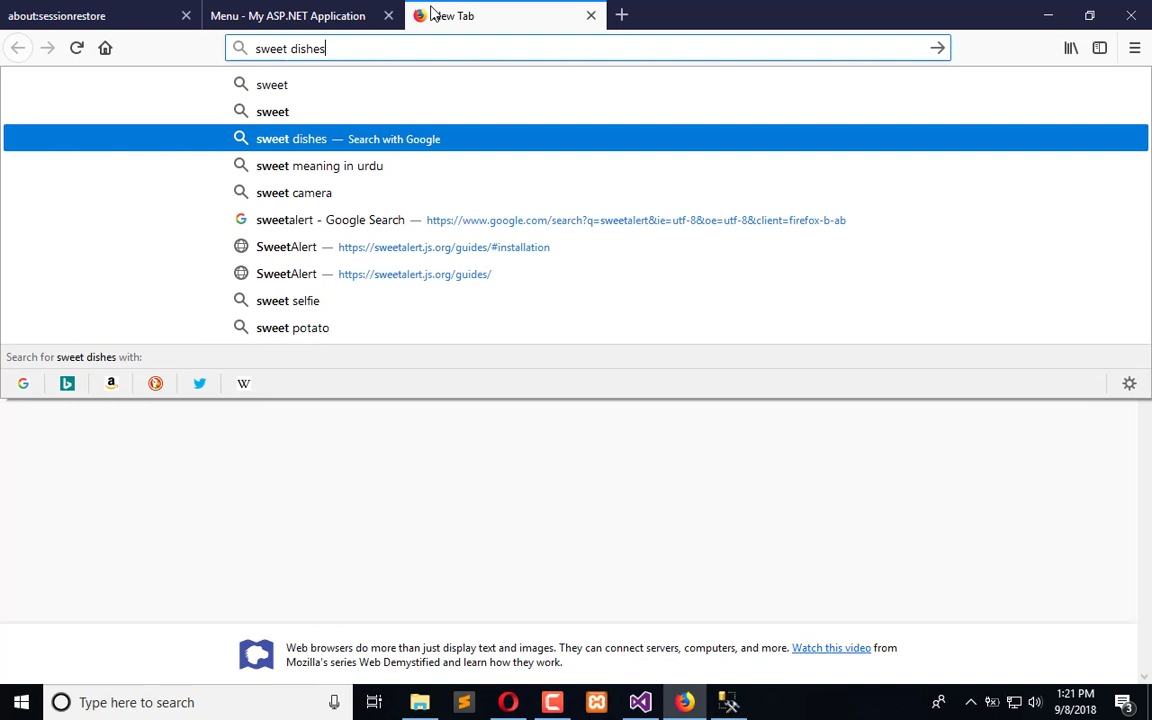 about:sessionrestore
Menu - My ASP.NET Application
New Tab
sweet dishes
sweet
sweet
sweet dishes — Search with Google
sweet meaning in urdu
sweet camera
sweetalert - Google Search — https://www.google.com/search?q=sweetalert&ie=utf-8&oe=utf-8&client=firefox-b-ab
SweetAlert — https://sweetalert.js.org/guides/#installation
SweetAlert — https://sweetalert.js.org/guides/
sweet selfie
sweet potato
Search for sweet dishes with:
Web browsers do more than just display text and images. They can connect servers, computers, and more. Watch this video from
Mozilla's series Web Demystified and learn how they work.
Type here to search
1:21 PM
9/8/2018
3